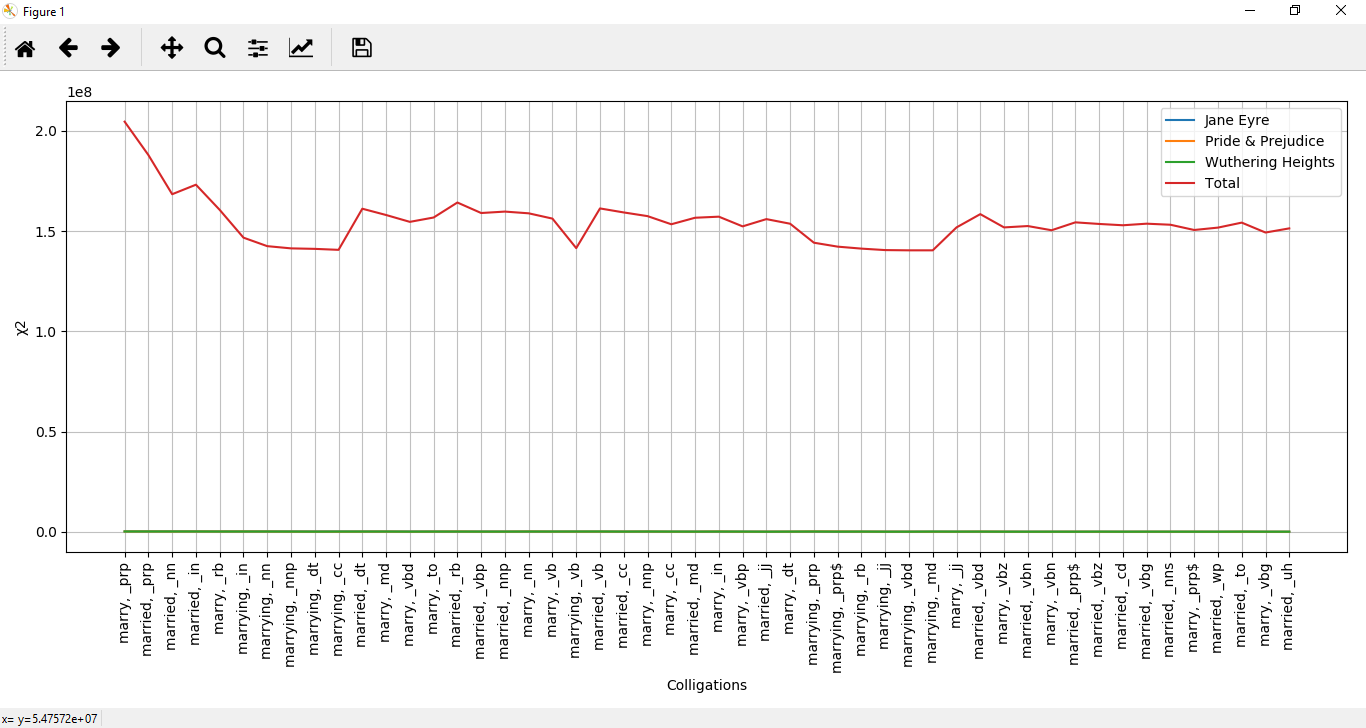 Figure 1
1e8
2.0
1.5
1.0
0.5
0.0
χ2
Jane Eyre
Pride & Prejudice
Wuthering Heights
Total
marry, _prp
married, _prp
married, _nn
married, _in
marry, _rb
marrying, _in
marrying, _nn
marrying, _nnp
marrying, _dt
marrying, _cc
married, _dt
marry, _md
marry, _vbd
marry, _to
married, _rb
married, _vbp
married, _nnp
marry, _nn
marry, _vb
marrying, _vb
married, _vb
married, _cc
marry, _nnp
marry, _cc
married, _md
marry, _in
marry, _vbp
married, _jj
marry, _dt
marrying, _prp
marrying, _prp$
marrying, _rb
marrying, _jj
marrying, _vbd
marrying, _md
marry, _jj
married, _vbd
marry, _vbz
married, _vbn
marry, _vbn
married, _prp$
married, _vbz
married, _cd
married, _vbg
married, _nns
marry, _prp$
married, _wp
married, _to
marry, _vbg
married, _uh
Colligations
x= y=5.47572e+07